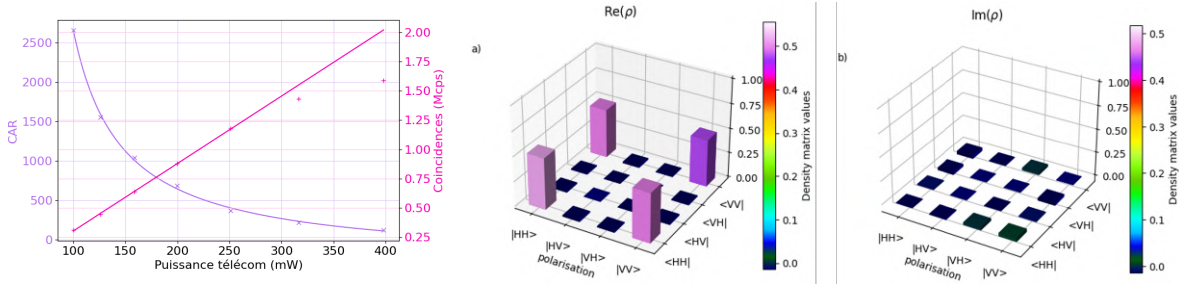 CAR
2500
2000
1500
1000
500
0
100
150
200
250
300
350
400
Puissance télécom (mW)
2.00
1.75
1.50
1.25
1.00
0.75
0.50
0.25
Coincidences (Mcps)
Re(ρ)
a)
1.00
0.75
0.50
0.25
0.00
|HH>
|HV>
|VH>
|VV>
polarisation
<HH|
<HV|
<VH|
<VV|
0.5
0.4
0.3
0.2
0.1
0.0
Density matrix values
Im(ρ)
b)
1.00
0.75
0.50
0.25
0.00
|HH>
|HV>
|VH>
|VV>
polarisation
<HH|
<HV|
<VH|
<VV|
0.5
0.4
0.3
0.2
0.1
0.0
Density matrix values